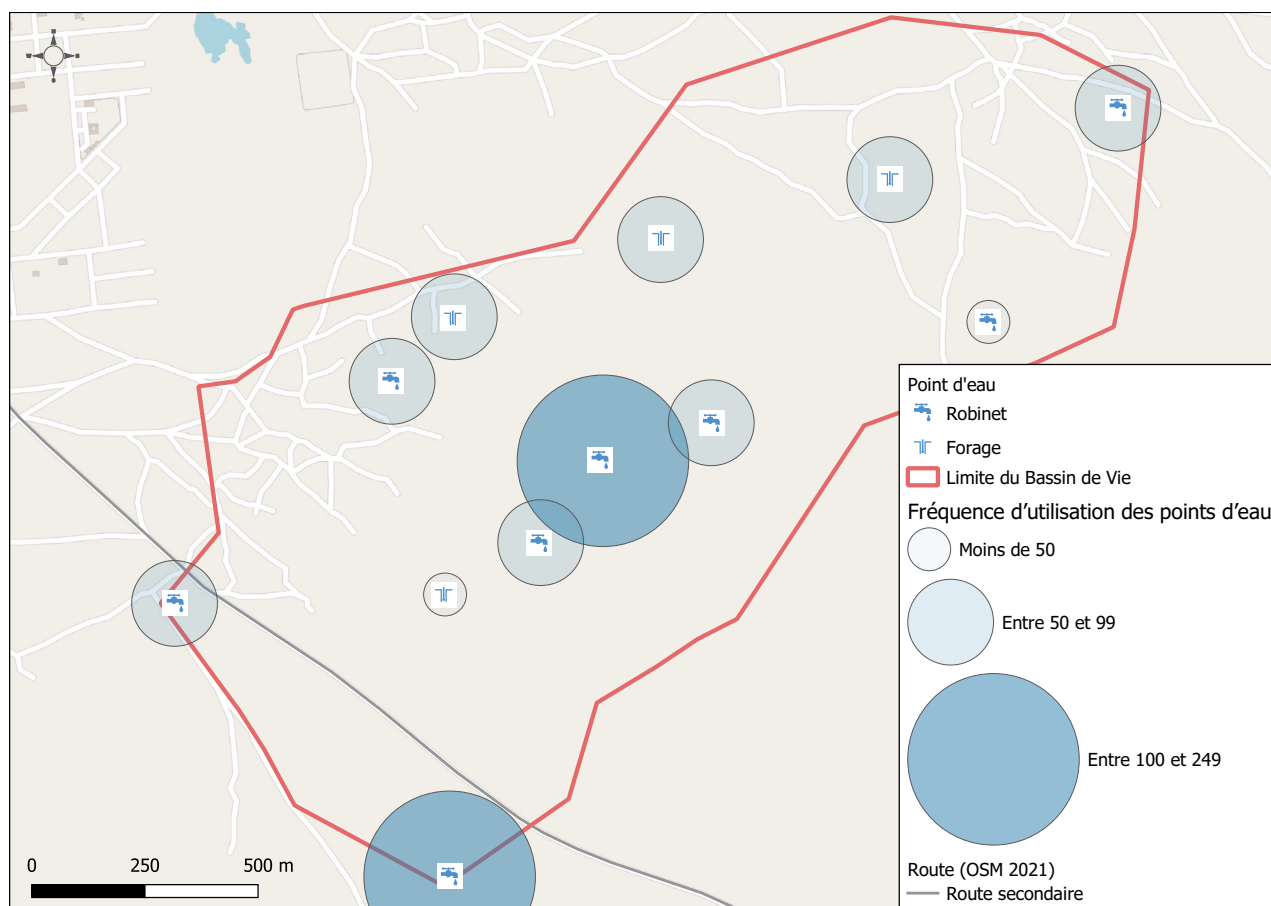 Point d'eau
Robinet
Forage
Limite du Bassin de Vie
Fréquence d’utilisation des points d’eau
Moins de 50
Entre 50 et 99
Entre 100 et 249
Route (OSM 2021)
Route secondaire
0 250 500 m